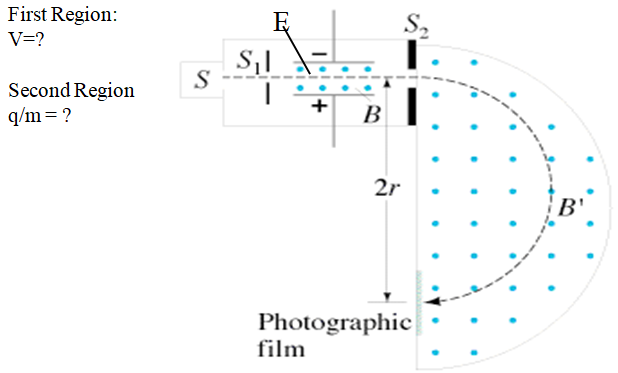 First Region:
V=?
Second Region
q/m = ?
E
S₂
S₁
S
−
+
B
2r
B'
Photographic
film